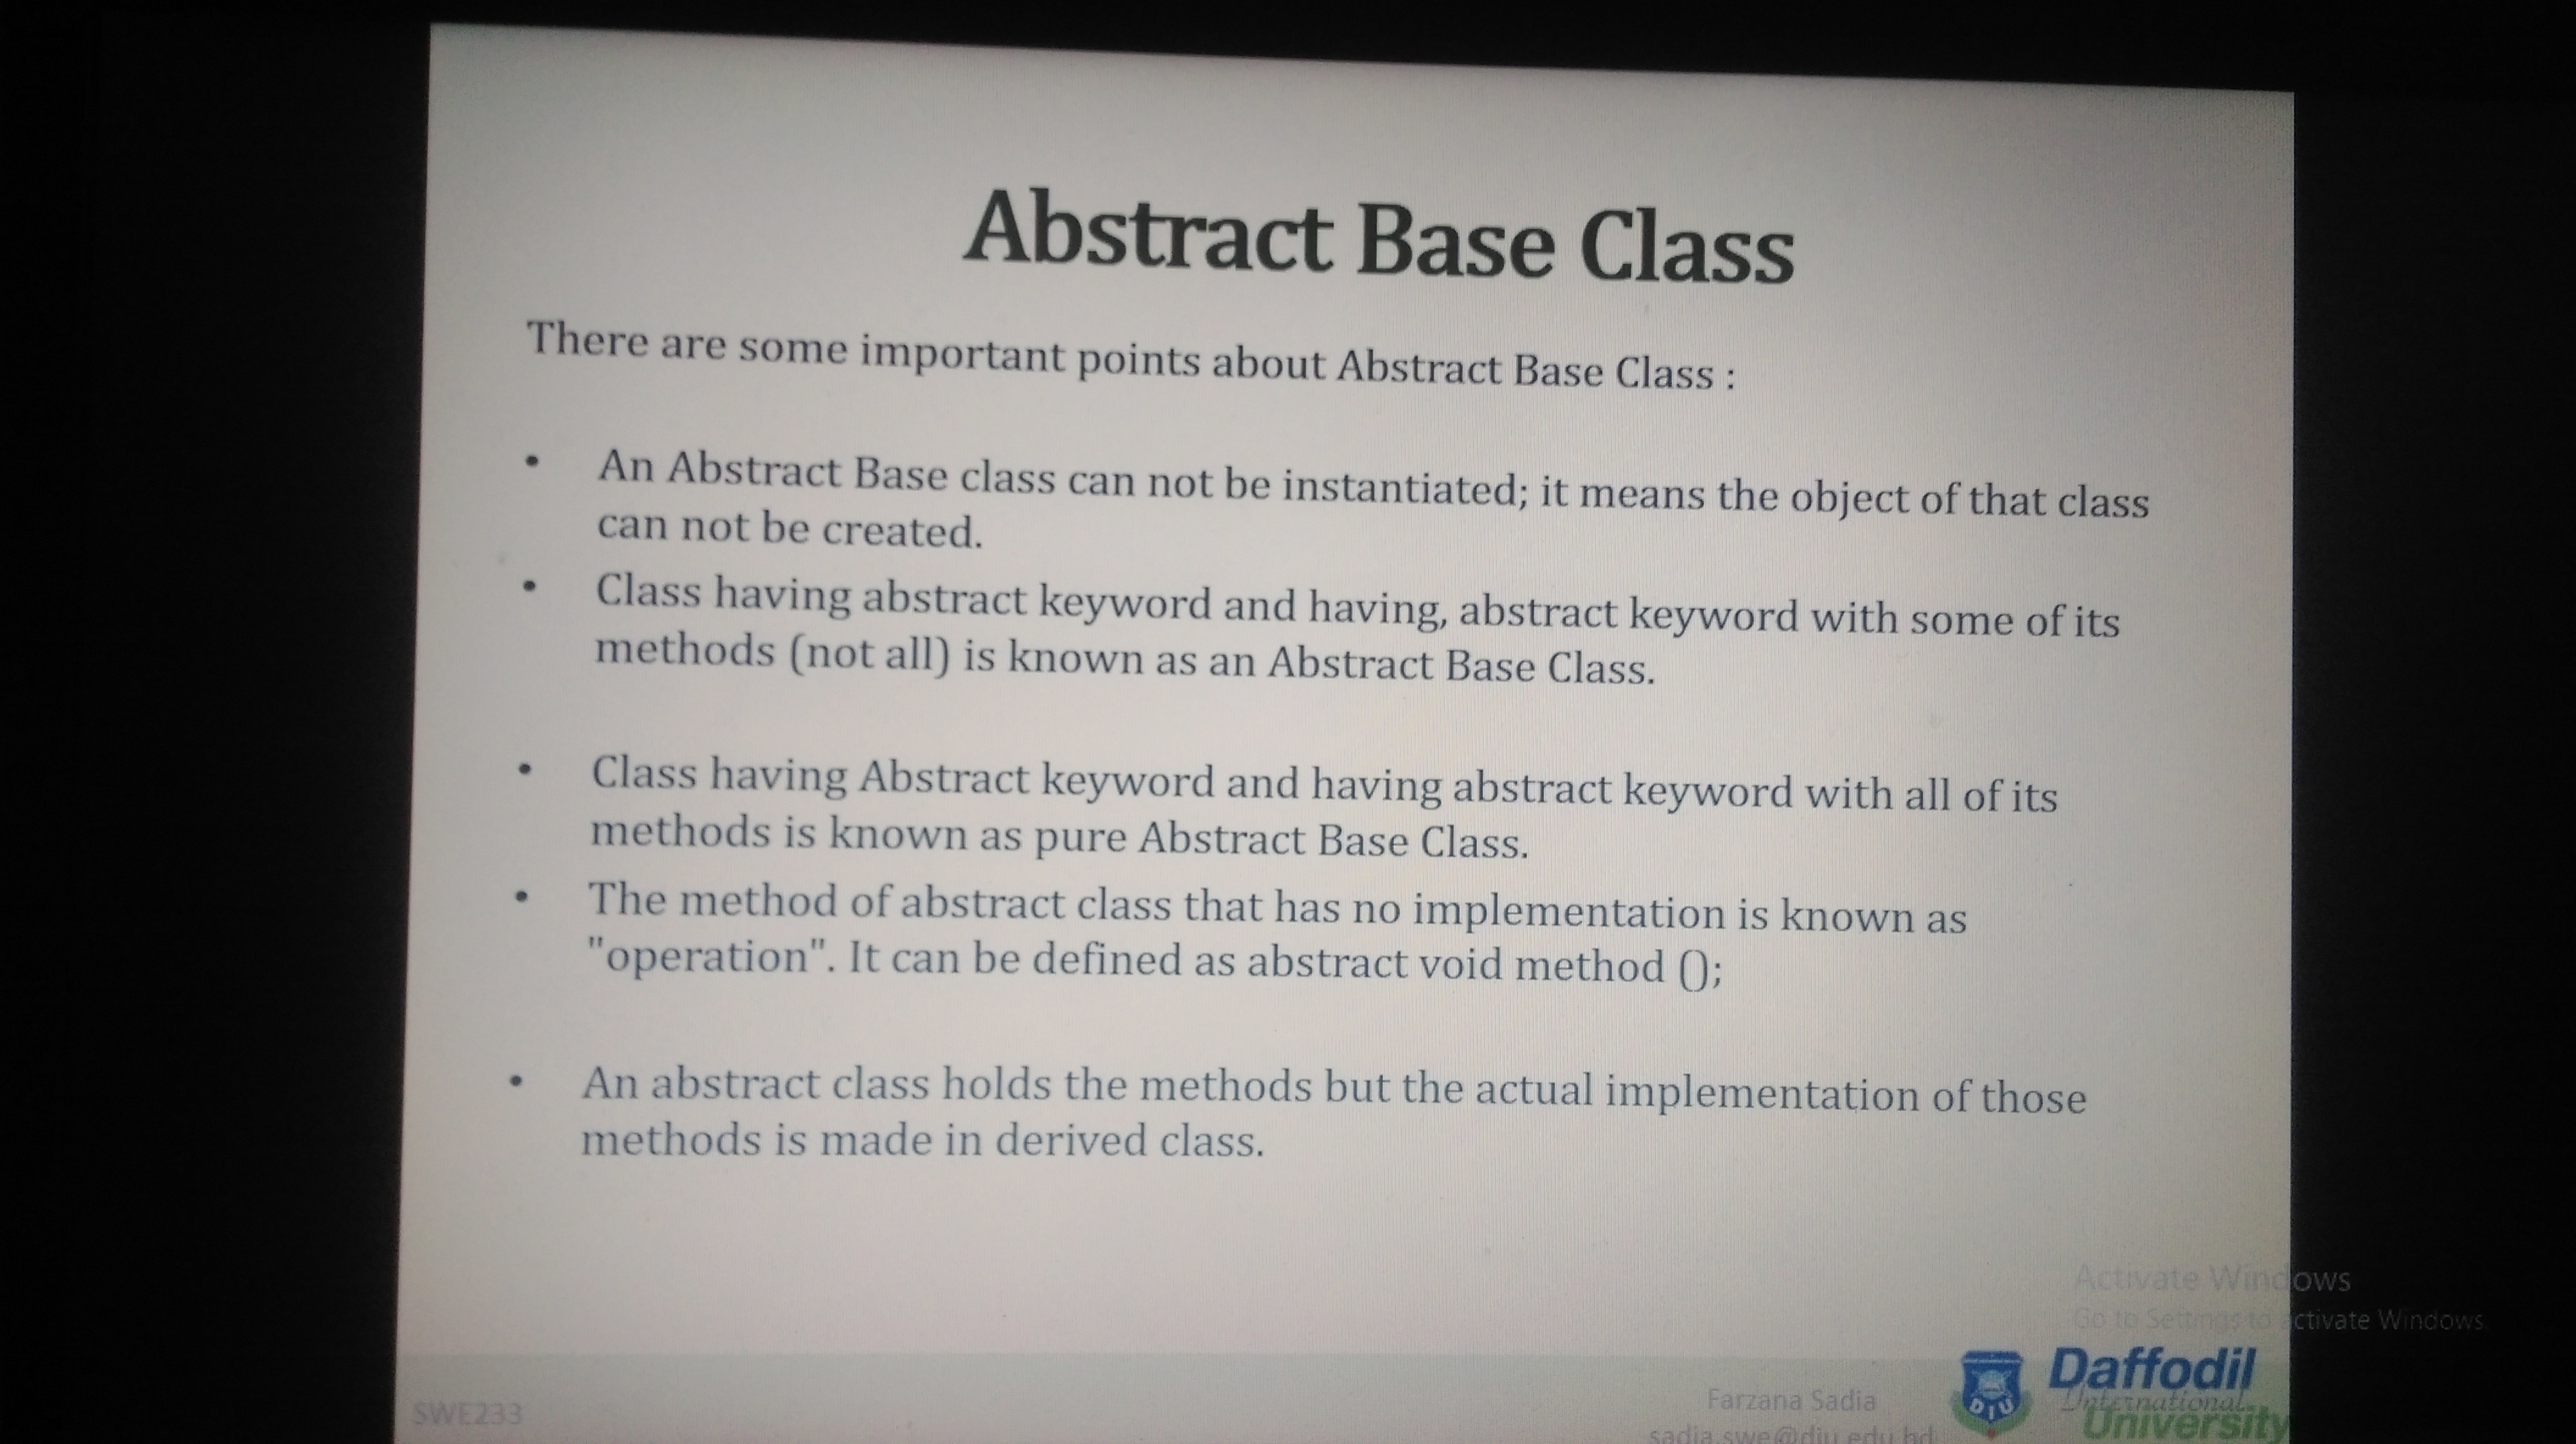 Abstract Base Class
There are some important points about Abstract Base Class :
• An Abstract Base class can not be instantiated; it means the object of that class
can not be created.
• Class having abstract keyword and having, abstract keyword with some of its
methods (not all) is known as an Abstract Base Class.
• Class having Abstract keyword and having abstract keyword with all of its
methods is known as pure Abstract Base Class.
• The method of abstract class that has no implementation is known as
"operation". It can be defined as abstract void method ();
• An abstract class holds the methods but the actual implementation of those
methods is made in derived class.
Activate Windows
Go to Settings to activate Windows.
SWE233
Farzana Sadia
sadia.swe@diu.edu.bd
DIU
Daffodil
International
University